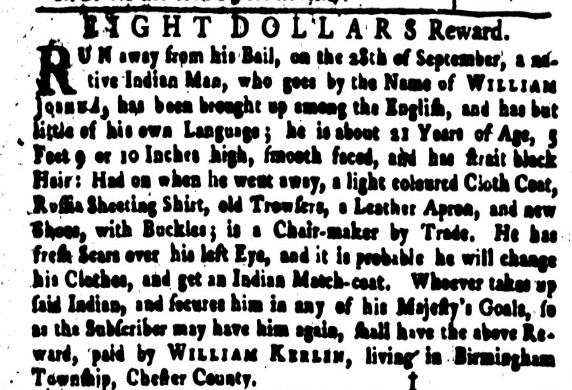 EIGHT DOLLARS Reward.
RUN away from his Bail, on the 28th of September, a na-
tive Indian Man, who goes by the Name of WILLIAM
JOSHUA, has been brought up among the Engliſh, and has but
little of his own Language; he is about 21 Years of Age, 5
Feet 9 or 10 Inches high, ſmooth faced, and has ſtrait black
Hair: Had on when he went away, a light coloured Cloth Coat,
Ruſſia Sheeting Shirt, old Trowſers, a Leather Apron, and new
Shoes, with Buckles; is a Chair-maker by Trade. He has
freſh Scars over his left Eye, and it is probable he will change
his Clothes, and get an Indian Match-coat. Whoever takes up
ſaid Indian, and ſecures him in any of his Majeſty's Goals, ſo
as the Subſcriber may have him again, ſhall have the above Re-
ward, paid by WILLIAM KERLIN, living in Birmingham
Townſhip, Cheſter County.